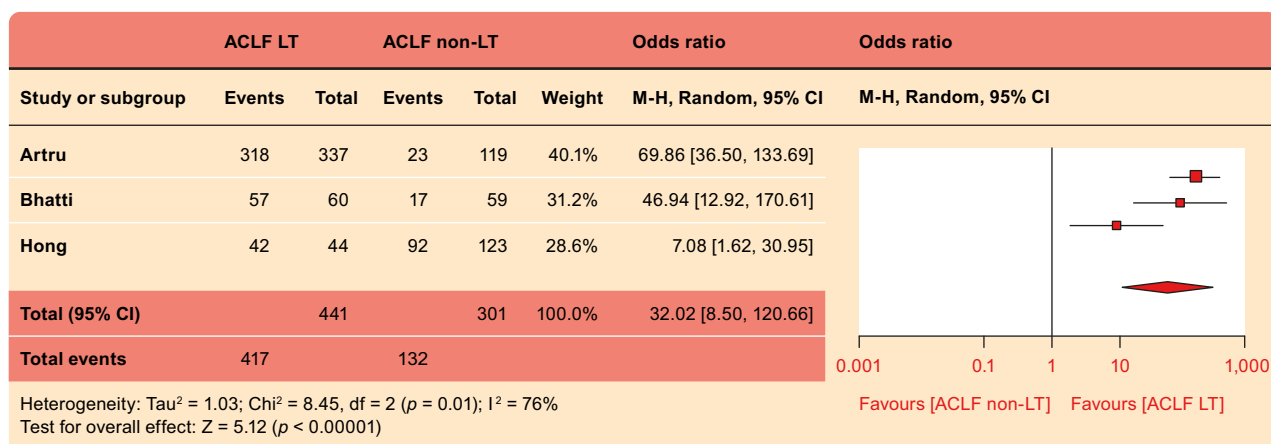 ACLF LT ACLF non-LT Odds ratio Odds ratio
Study or subgroup Events Total Events Total Weight M-H, Random, 95% CI M-H, Random, 95% CI
Artru 318 337 23 119 40.1% 69.86 [36.50, 133.69]
Bhatti 57 60 17 59 31.2% 46.94 [12.92, 170.61]
Hong 42 44 92 123 28.6% 7.08 [1.62, 30.95]
Total (95% CI) 441 301 100.0% 32.02 [8.50, 120.66]
Total events 417 132
0.001 0.1 1 10 1,000
Favours [ACLF non-LT] Favours [ACLF LT]
Heterogeneity: Tau² = 1.03; Chi² = 8.45, df = 2 (p = 0.01); I² = 76%
Test for overall effect: Z = 5.12 (p < 0.00001)